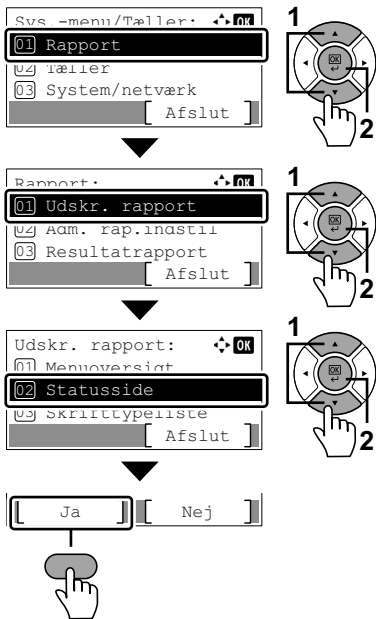 Sys.-menu/Tæller: OK
01 Rapport
02 Tæller
03 System/netværk
[ Afslut ]
1
OK
2
Rapport: OK
01 Udskr. rapport
02 Adm. rap.indstil
03 Resultatrapport
[ Afslut ]
1
OK
2
Udskr. rapport: OK
01 Menuoversigt
02 Statusside
03 Skrifttypeliste
[ Afslut ]
1
OK
2
[ Ja ] [ Nej ]